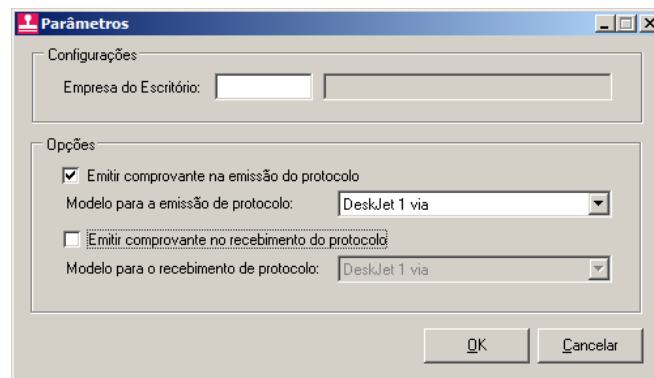 Parâmetros
Configurações
Empresa do Escritório:
Opções
Emitir comprovante na emissão do protocolo
Modelo para a emissão de protocolo: DeskJet 1 via
Emitir comprovante no recebimento do protocolo
Modelo para o recebimento de protocolo: DeskJet 1 via
OK Cancelar